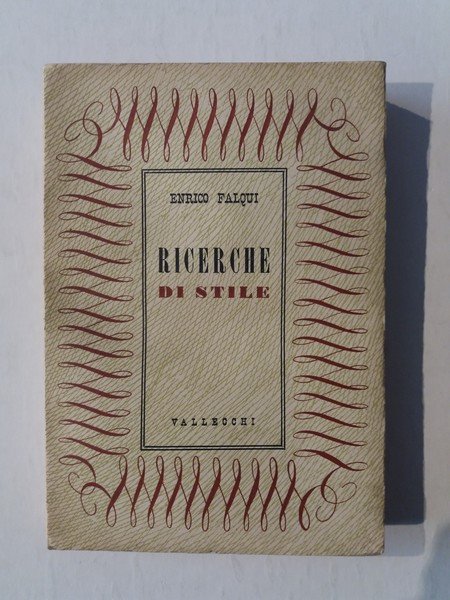 ENRICO FALQUI
RICERCHE
DI STILE
VALLECCHI